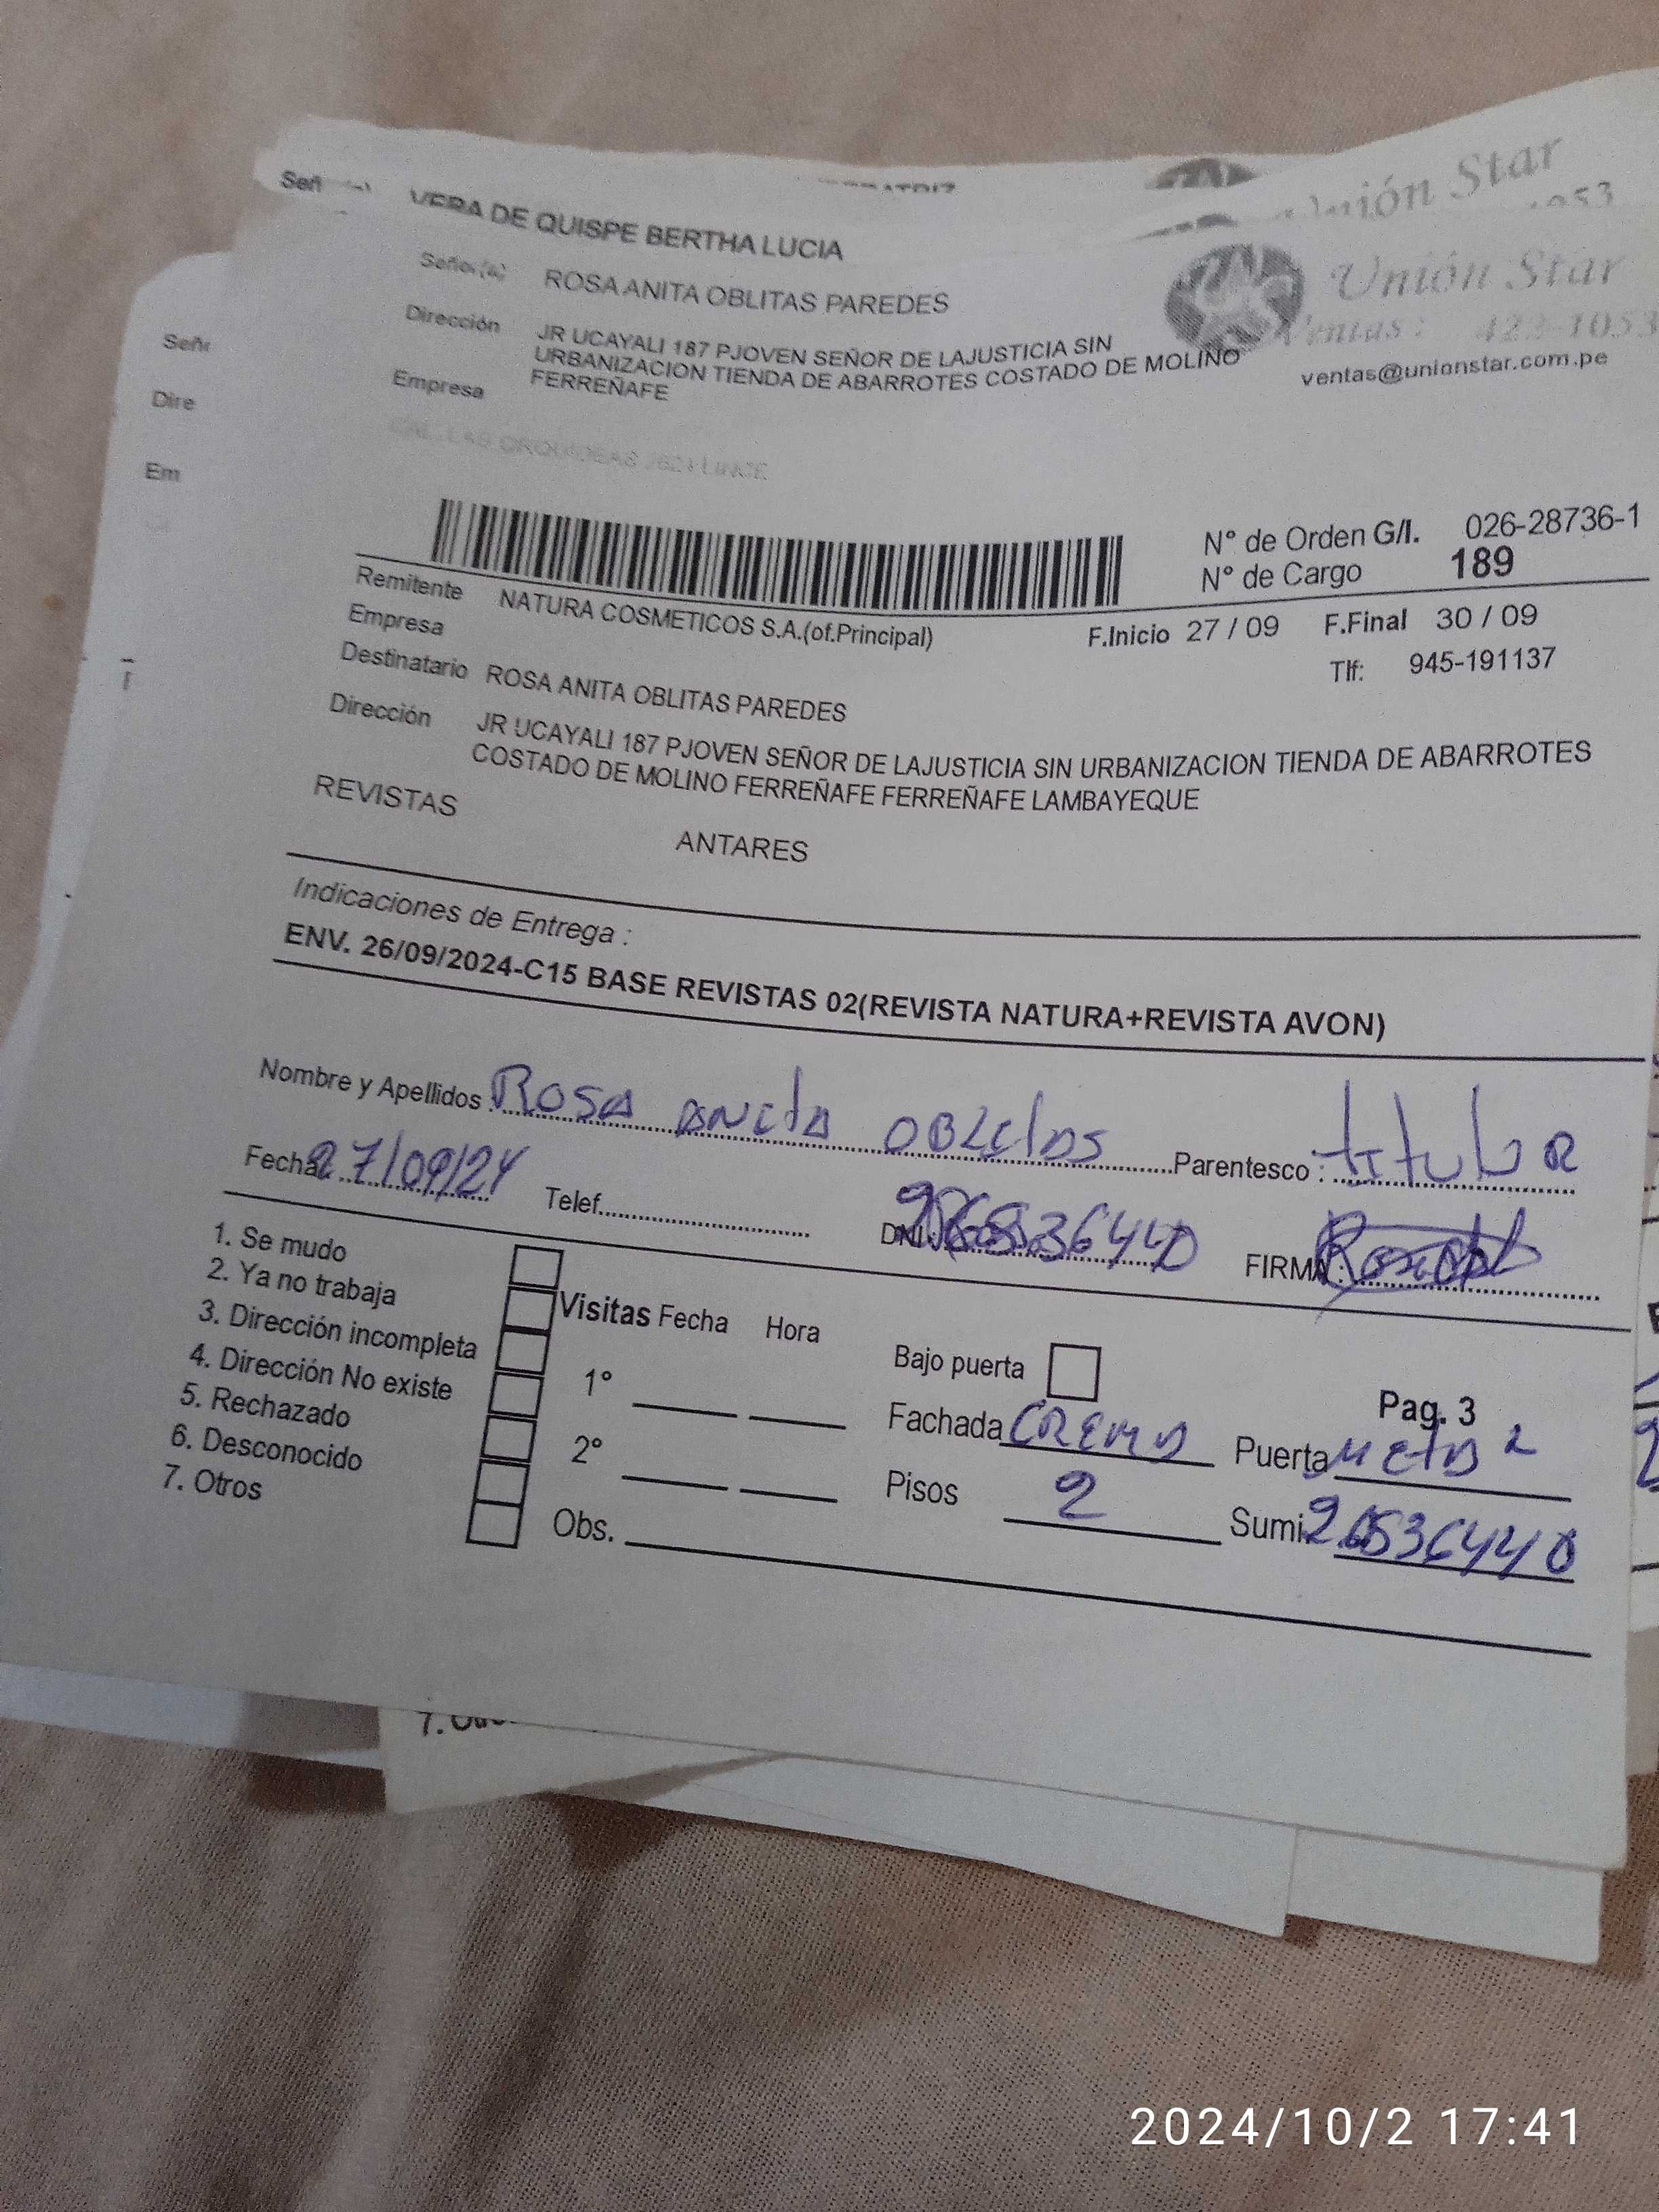 VERA DE QUISPE BERTHA LUCIA
Unión Star
Señor(a) ROSA ANITA OBLITAS PAREDES
Unión Star
Dirección JR UCAYALI 187 PJOVEN SEÑOR DE LAJUSTICIA SIN
URBANIZACION TIENDA DE ABARROTES COSTADO DE MOLINO
FERREÑAFE
Ventas: 423-1053
ventas@unionstar.com.pe
Empresa
Señ
Dire
Em
N° de Orden G/I. 026-28736-1
N° de Cargo 189
Remitente NATURA COSMETICOS S.A.(of.Principal)
F.Inicio 27 / 09 F.Final 30 / 09
Empresa
Tlf: 945-191137
Destinatario ROSA ANITA OBLITAS PAREDES
Dirección JR UCAYALI 187 PJOVEN SEÑOR DE LAJUSTICIA SIN URBANIZACION TIENDA DE ABARROTES
COSTADO DE MOLINO FERREÑAFE FERREÑAFE LAMBAYEQUE
REVISTAS
ANTARES
Indicaciones de Entrega :
ENV. 26/09/2024-C15 BASE REVISTAS 02(REVISTA NATURA+REVISTA AVON)
Nombre y Apellidos : Rosa Anita Oblitas Parentesco : titular
Fecha: 27/09/24 Telef. DNI. FIRMA:
1. Se mudo
2. Ya no trabaja
3. Dirección incompleta
4. Dirección No existe
5. Rechazado
6. Desconocido
7. Otros
Visitas Fecha Hora
1°
2°
Obs.
Bajo puerta
Pag. 3
Fachada CREMA Puerta METAL
Pisos 2 Sumi.
2024/10/2 17:41